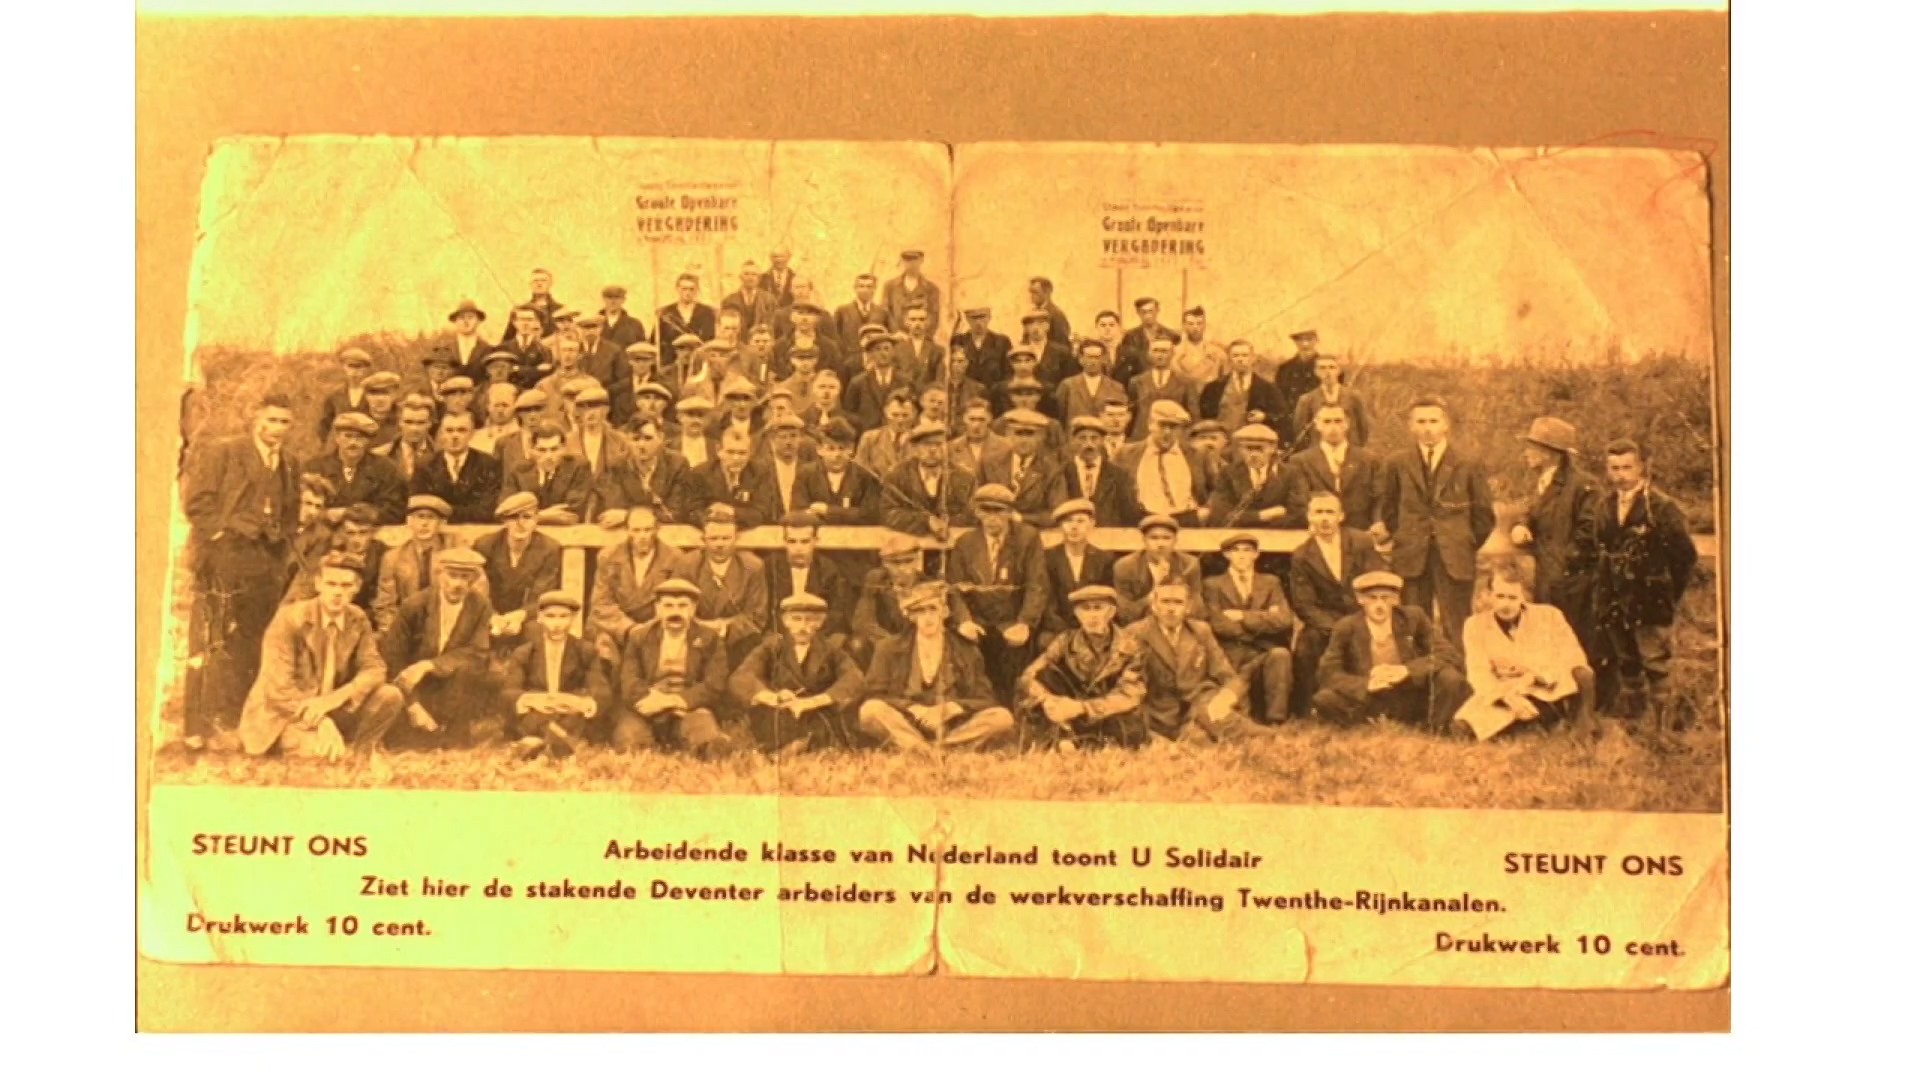 Groote Openbare
VERGADERING
Groote Openbare
VERGADERING
STEUNT ONS
Arbeidende klasse van Nederland toont U Solidair
STEUNT ONS
Ziet hier de stakende Deventer arbeiders van de werkverschaffing Twenthe-Rijnkanalen.
Drukwerk 10 cent.
Drukwerk 10 cent.